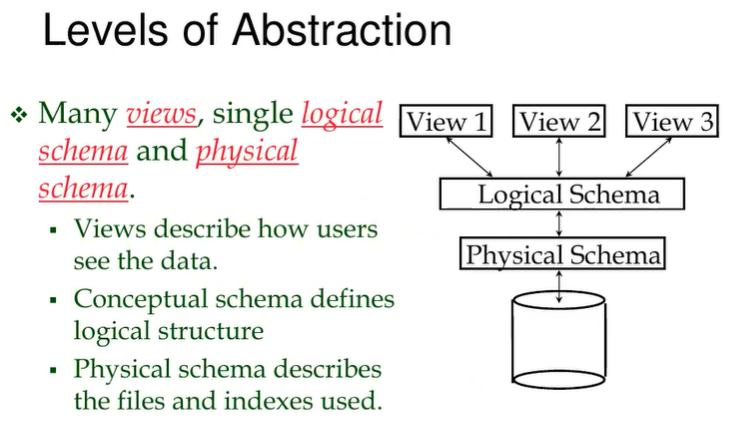 Levels of Abstraction
❖ Many views, single logical
schema and physical
schema.
▪ Views describe how users
see the data.
▪ Conceptual schema defines
logical structure
▪ Physical schema describes
the files and indexes used.
View 1 View 2 View 3
Logical Schema
Physical Schema